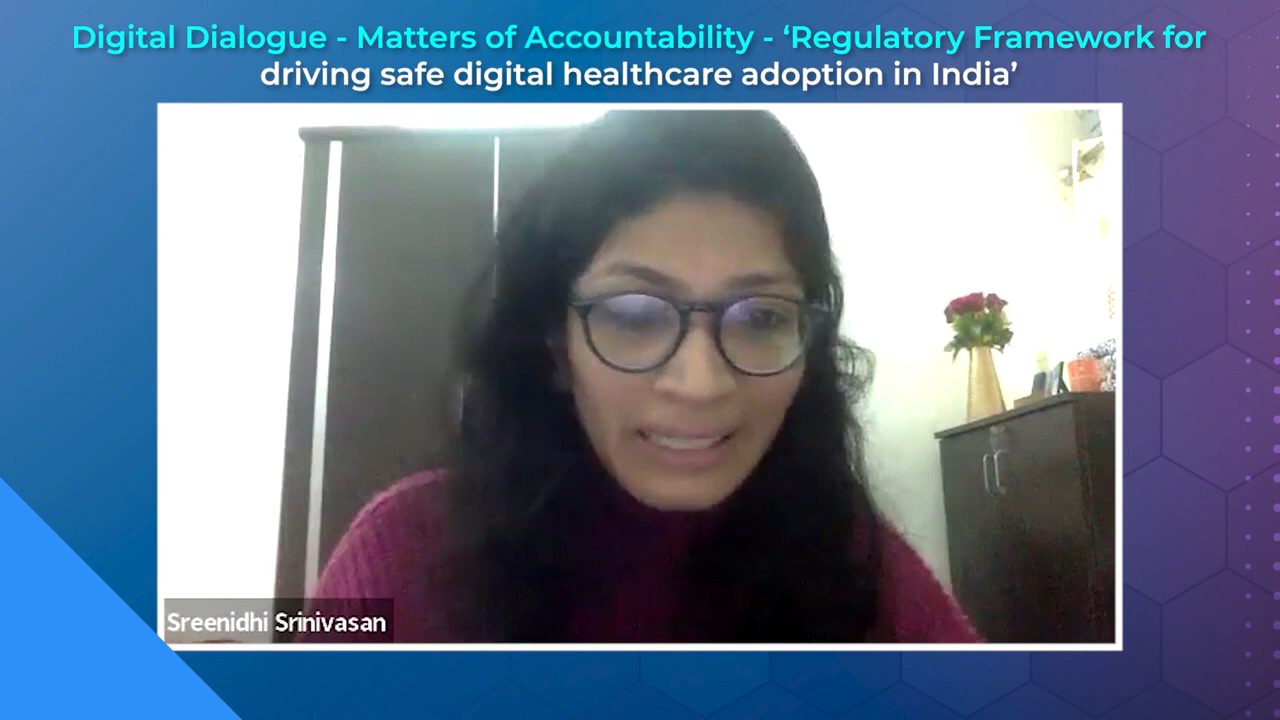 Digital Dialogue - Matters of Accountability - ‘Regulatory Framework for
driving safe digital healthcare adoption in India’
Sreenidhi Srinivasan